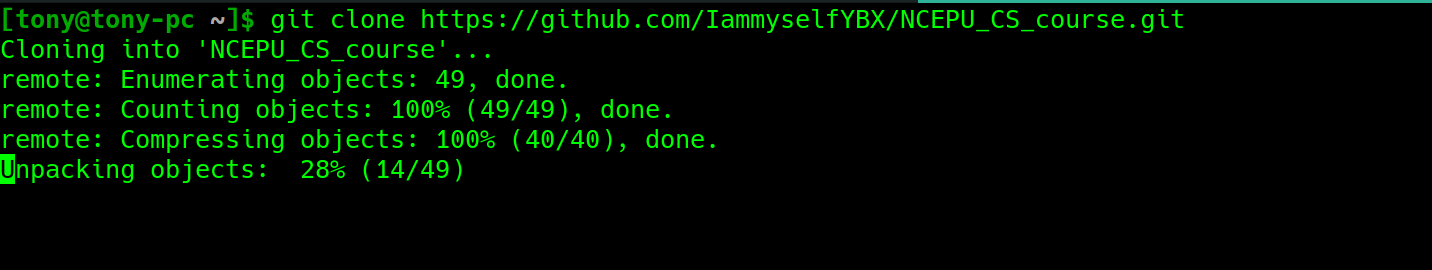 [tony@tony-pc ~]$ git clone https://github.com/IammyselfYBX/NCEPU_CS_course.git
Cloning into 'NCEPU_CS_course'...
remote: Enumerating objects: 49, done.
remote: Counting objects: 100% (49/49), done.
remote: Compressing objects: 100% (40/40), done.
Unpacking objects:  28% (14/49)